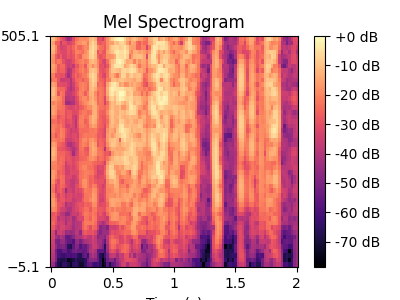 Mel Spectrogram
505.1
−5.1
0
0.5
1
1.5
2
+0 dB
-10 dB
-20 dB
-30 dB
-40 dB
-50 dB
-60 dB
-70 dB